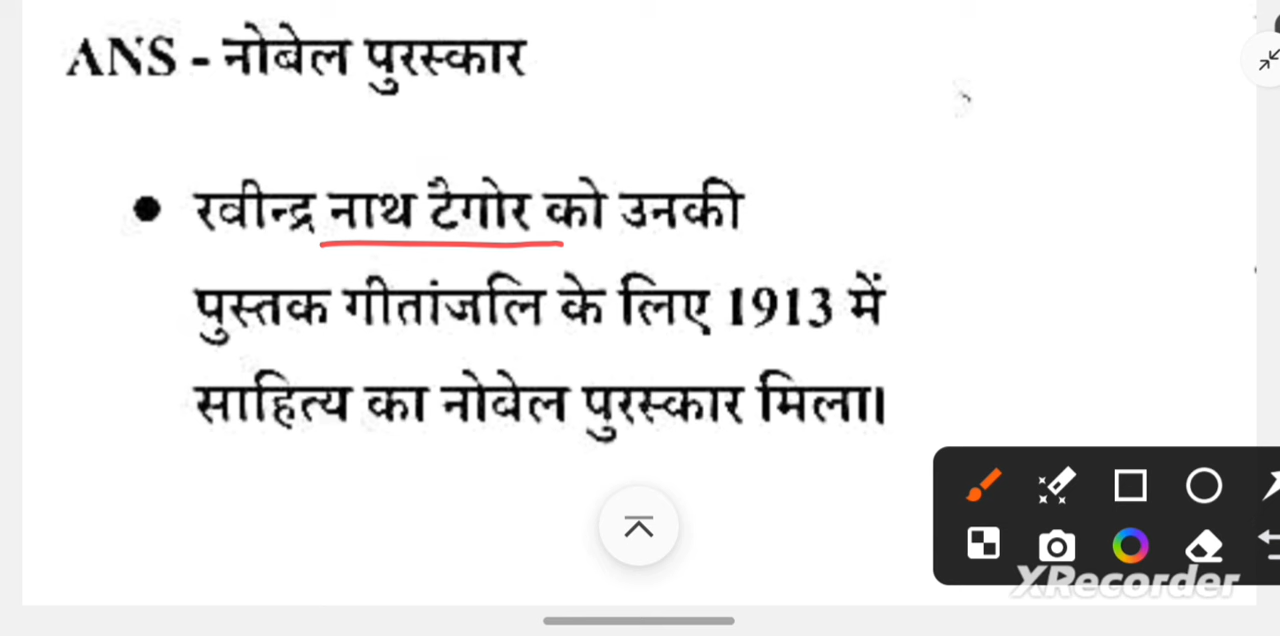 ANS - नोबेल पुरस्कार
रवीन्द्र नाथ टैगोर को उनकी
पुस्तक गीतांजलि के लिए 1913 में
साहित्य का नोबेल पुरस्कार मिला।
XRecorder